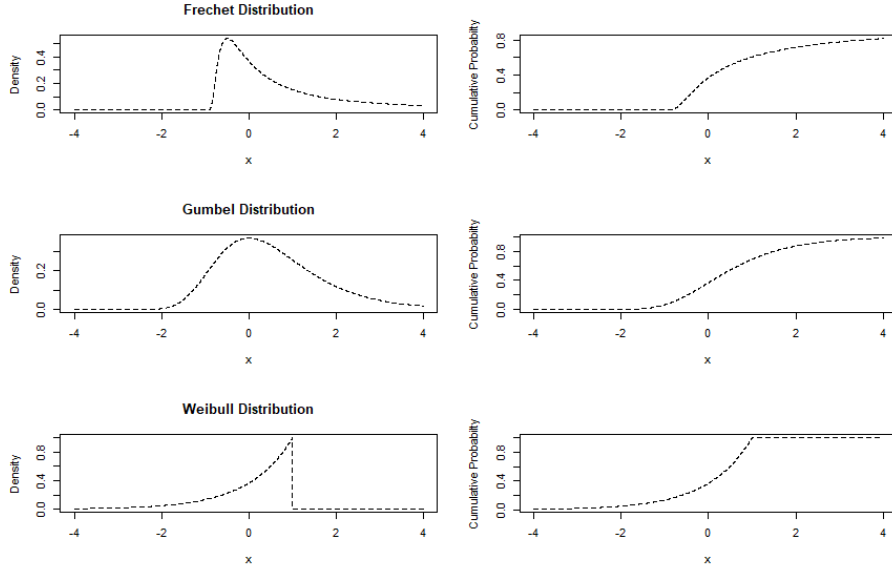 Frechet Distribution
Density
0.0 0.2 0.4
-4 -2 0 2 4
x
Cumulative Probability
0.0 0.4 0.8
-4 -2 0 2 4
x
Gumbel Distribution
Density
0.0 0.2
-4 -2 0 2 4
x
Cumulative Probability
0.0 0.4 0.8
-4 -2 0 2 4
x
Weibull Distribution
Density
0.0 0.4 0.8
-4 -2 0 2 4
x
Cumulative Probability
0.0 0.4 0.8
-4 -2 0 2 4
x